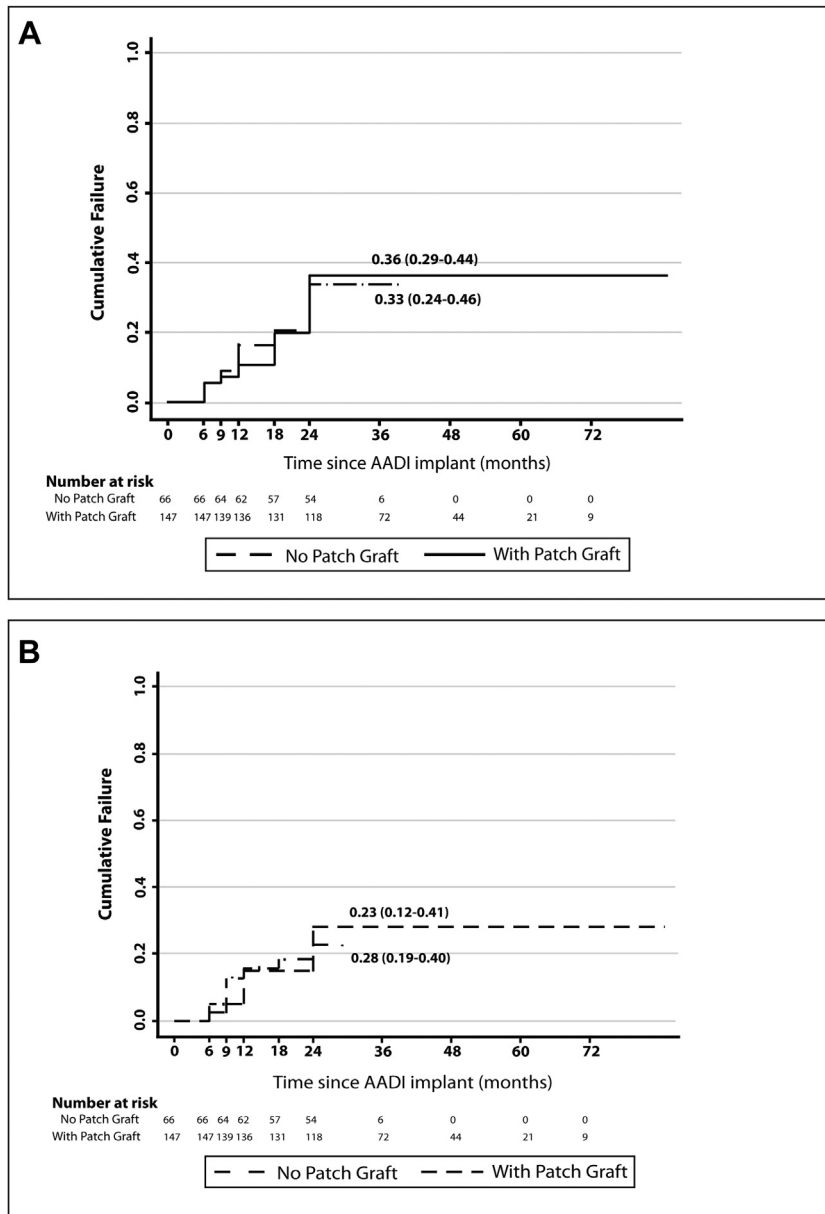 A
Cumulative Failure
1.0
0.8
0.6
0.4
0.2
0.0
0.36 (0.29-0.44)
0.33 (0.24-0.46)
0 6 9 12 18 24 36 48 60 72
Time since AADI implant (months)
Number at risk
No Patch Graft 66 66 64 62 57 54 6 0 0 0
With Patch Graft 147 147 139 136 131 118 72 44 21 9
No Patch Graft With Patch Graft
B
Cumulative Failure
1.0
0.8
0.6
0.4
0.2
0.0
0.23 (0.12-0.41)
0.28 (0.19-0.40)
0 6 9 12 18 24 36 48 60 72
Time since AADI implant (months)
Number at risk
No Patch Graft 66 66 64 62 57 54 6 0 0 0
With Patch Graft 147 147 139 136 131 118 72 44 21 9
No Patch Graft With Patch Graft